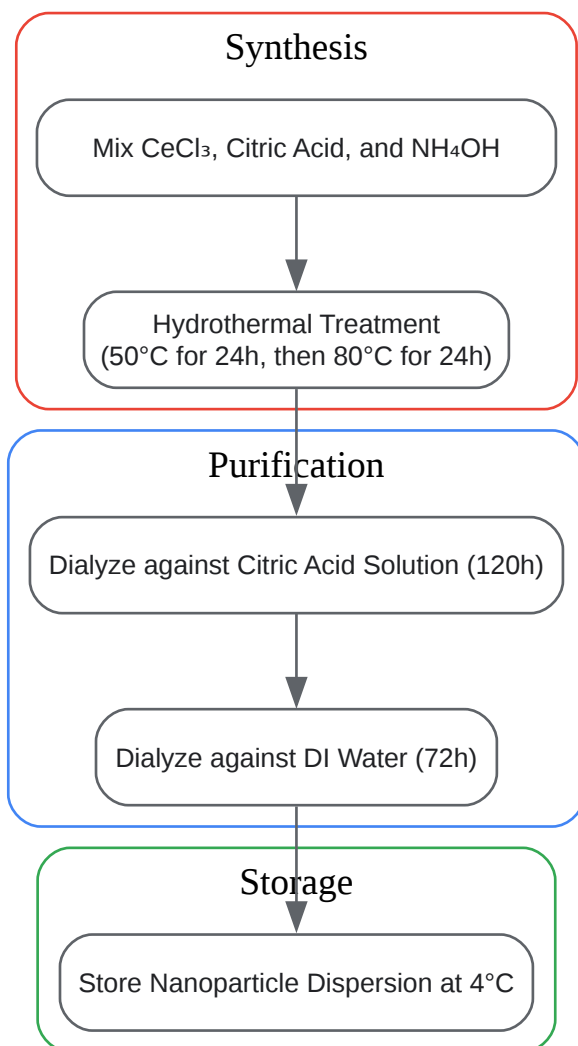 Synthesis
Mix CeCl₃, Citric Acid, and NH₄OH
Hydrothermal Treatment
(50°C for 24h, then 80°C for 24h)
Purification
Dialyze against Citric Acid Solution (120h)
Dialyze against DI Water (72h)
Storage
Store Nanoparticle Dispersion at 4°C